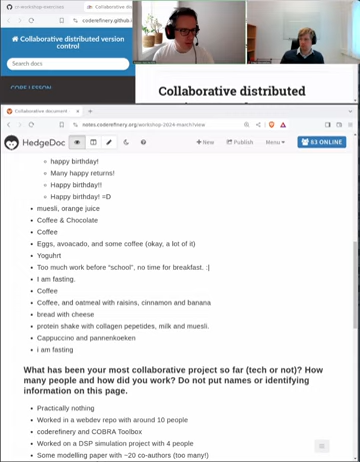 cr-workshop-exercises
Collaborative do
coderefinery.github.
Collaborative distributed version
control
Search docs
CORE LESSON
Collaborative distributed
Collaborative document
notes.coderefinery.org/workshop-2024-march?view
HedgeDoc
New
Publish
Menu
83 ONLINE
happy birthday!
Many happy returns!
Happy Birthday!!
Happy Birthday! =D
muesli, orange juice
Coffee & Chocolate
Coffee
Eggs, avoacado, and some coffee (okay, a lot of it)
Yoguhrt
Too much work before “school”, no time for breakfast. :]
I am fasting.
Coffee
Coffee, and oatmeal with raisins, cinnamon and banana
bread with cheese
protein shake with collagen pepetides, milk and muesli.
Cappuccino and pannenkoeken
i am fasting
What has been your most collaborative project so far (tech or not)? How
many people and how did you work? Do not put names or identifying
information on this page.
Practically nothing
Worked in a webdev repo with around 10 people
coderefinery and COBRA Toolbox
Worked on a DSP simulation project with 4 people
Some modelling paper with ~20 co-authors (too many!)